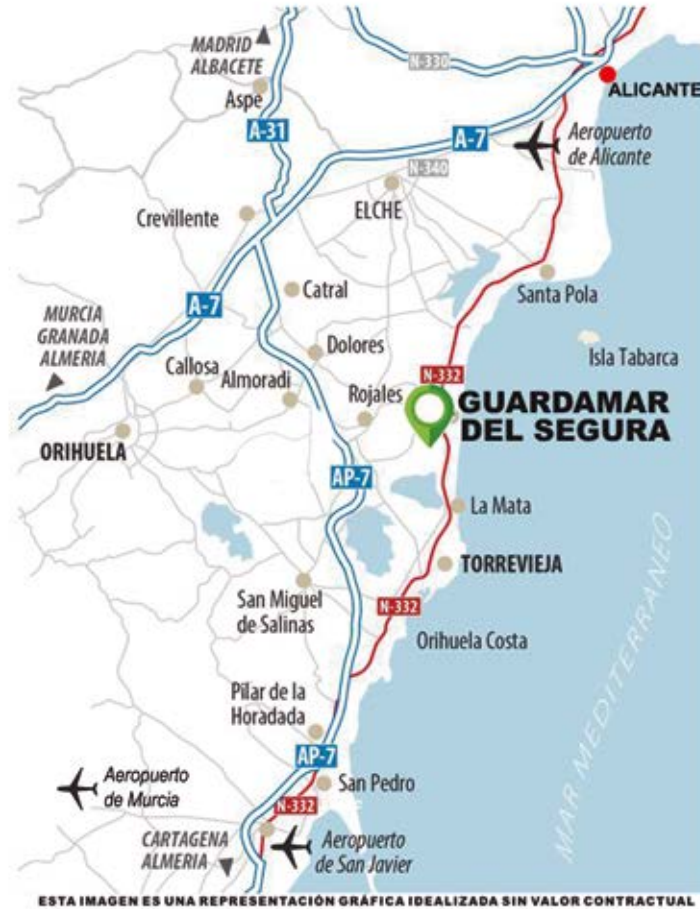 MADRID
ALBACETE
N-330
Aspe
ALICANTE
A-31
A-7
Aeropuerto
de Alicante
N-340
ELCHE
Crevillente
Santa Pola
Catral
A-7
MURCIA
GRANADA
ALMERIA
Isla Tabarca
Dolores
Callosa
Almoradi
N-332
Rojales
GUARDAMAR
DEL SEGURA
ORIHUELA
AP-7
La Mata
TORREVIEJA
San Miguel
de Salinas
N-332
Orihuela Costa
MAR MEDITERRANEO
Pilar de la
Horadada
AP-7
Aeropuerto
de Murcia
San Pedro
N-332
CARTAGENA
ALMERIA
Aeropuerto
de San Javier
ESTA IMAGEN ES UNA REPRESENTACIÓN GRÁFICA IDEALIZADA SIN VALOR CONTRACTUAL